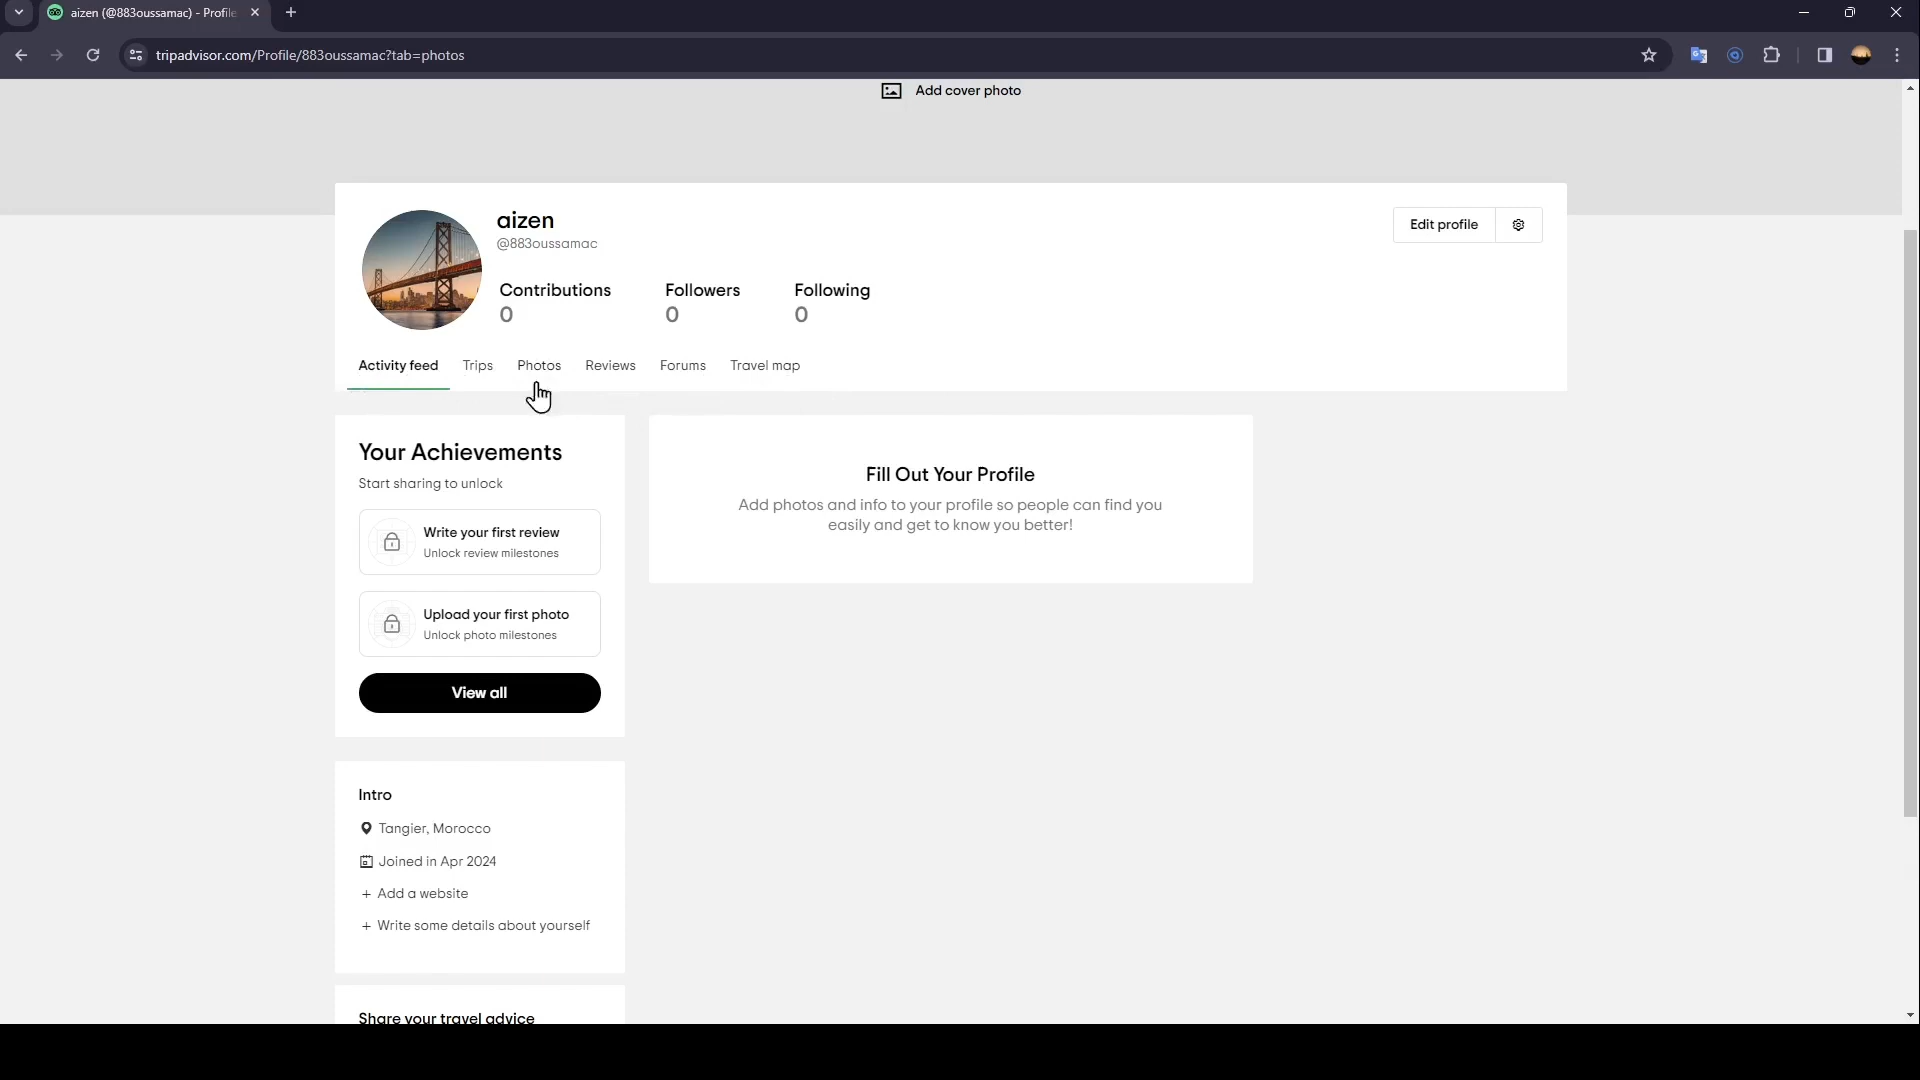 aizen (@883oussamac) - Profile
tripadvisor.com/Profile/883oussamac?tab=photos
Add cover photo
aizen
@883oussamac
Edit profile
Contributions
0
Followers
0
Following
0
Activity feed
Trips
Photos
Reviews
Forums
Travel map
Your Achievements
Start sharing to unlock
Write your first review
Unlock review milestones
Upload your first photo
Unlock photo milestones
View all
Fill Out Your Profile
Add photos and info to your profile so people can find you
easily and get to know you better!
Intro
Tangier, Morocco
Joined in Apr 2024
+ Add a website
+ Write some details about yourself
Share your travel advice